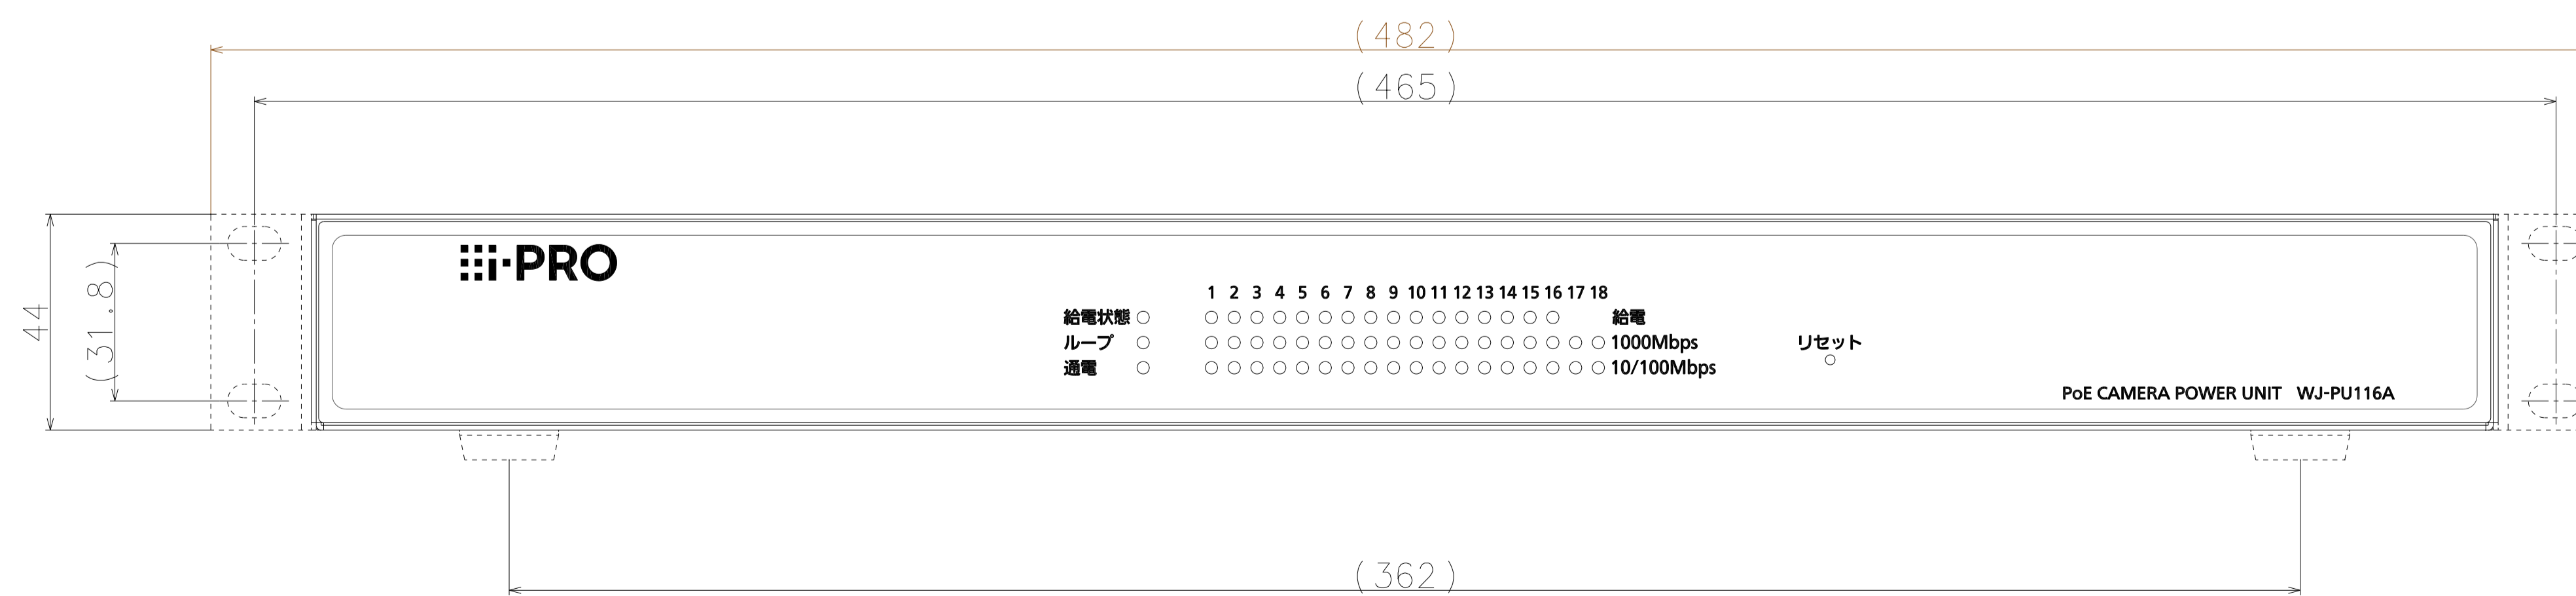 (482)
(465)
i-PRO
44
(31.8)
1 2 3 4 5 6 7 8 9 10 11 12 13 14 15 16 17 18
給電状態 給電
ループ 1000Mbps リセット
通電 10/100Mbps
PoE CAMERA POWER UNIT WJ-PU116A
(362)